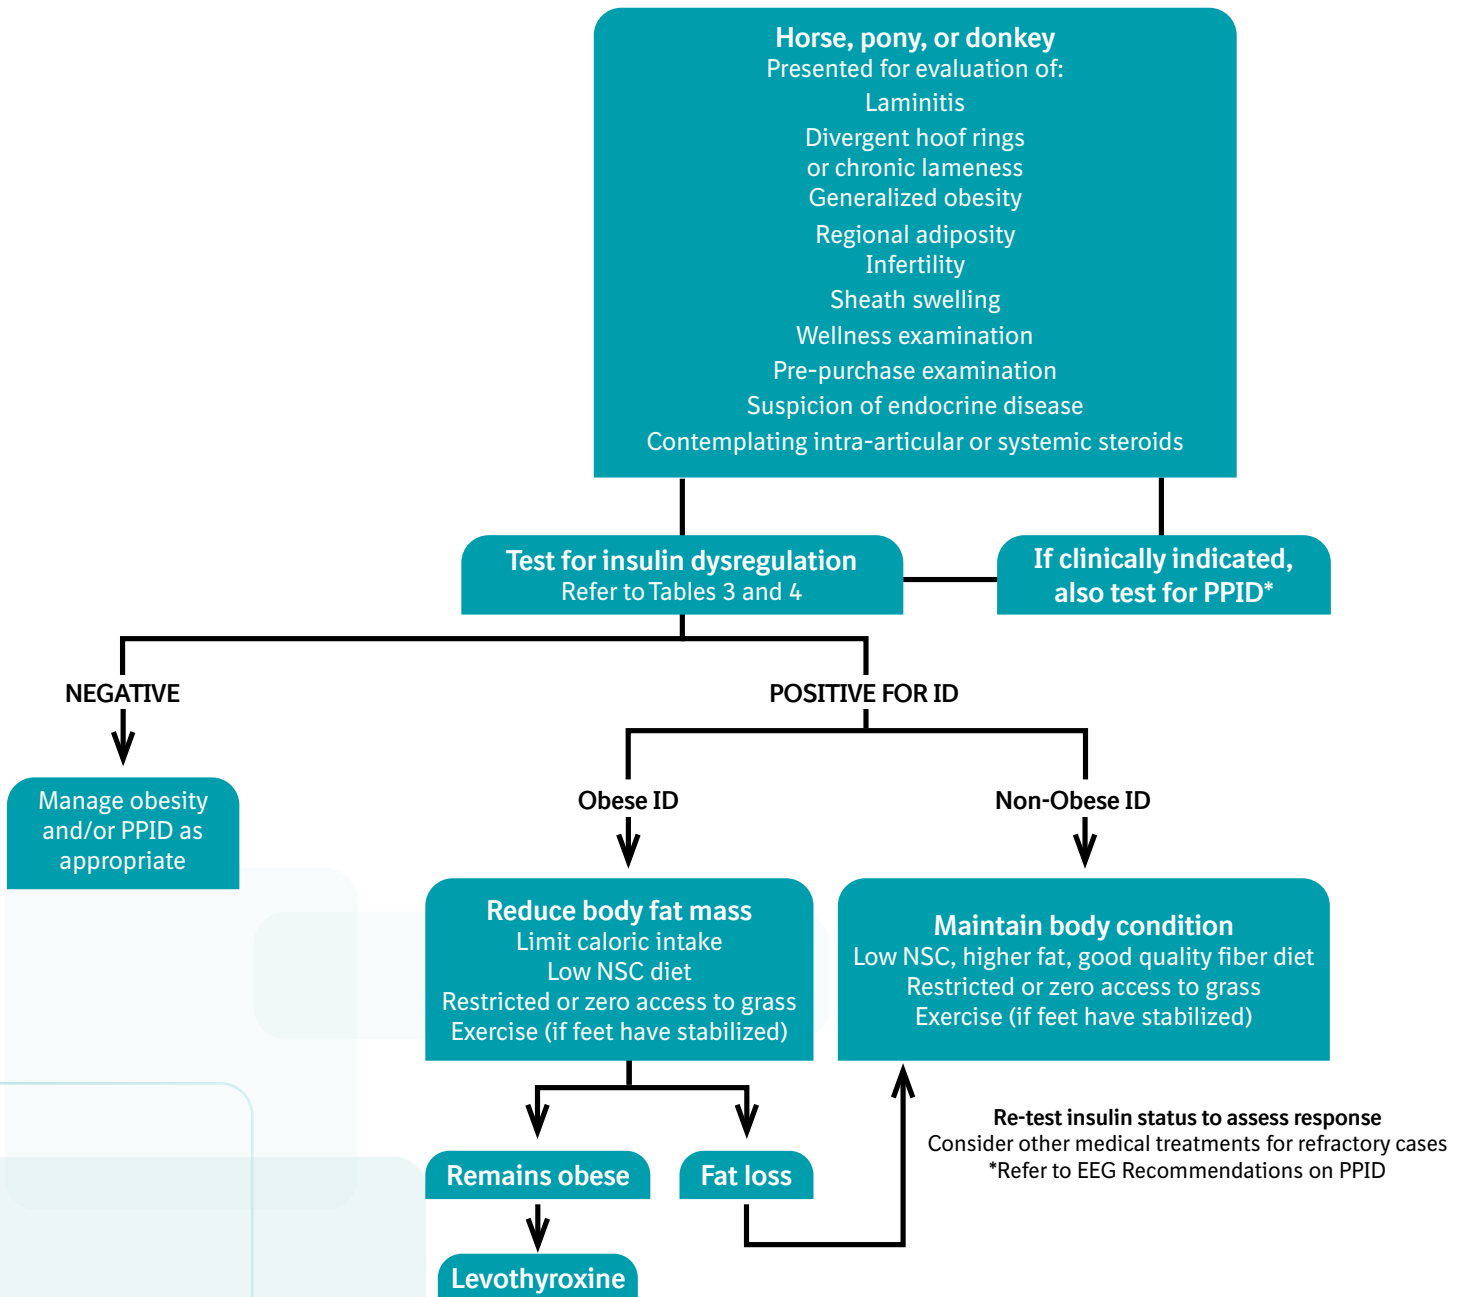 Horse, pony, or donkey
Presented for evaluation of:
Laminitis
Divergent hoof rings
or chronic lameness
Generalized obesity
Regional adiposity
Infertility
Sheath swelling
Wellness examination
Pre-purchase examination
Suspicion of endocrine disease
Contemplating intra-articular or systemic steroids
Test for insulin dysregulation
Refer to Tables 3 and 4
If clinically indicated,
also test for PPID*
NEGATIVE
POSITIVE FOR ID
Manage obesity
and/or PPID as
appropriate
Obese ID
Non-Obese ID
Reduce body fat mass
Limit caloric intake
Low NSC diet
Restricted or zero access to grass
Exercise (if feet have stabilized)
Maintain body condition
Low NSC, higher fat, good quality fiber diet
Restricted or zero access to grass
Exercise (if feet have stabilized)
Re-test insulin status to assess response
Consider other medical treatments for refractory cases
*Refer to EEG Recommendations on PPID
Remains obese
Fat loss
Levothyroxine